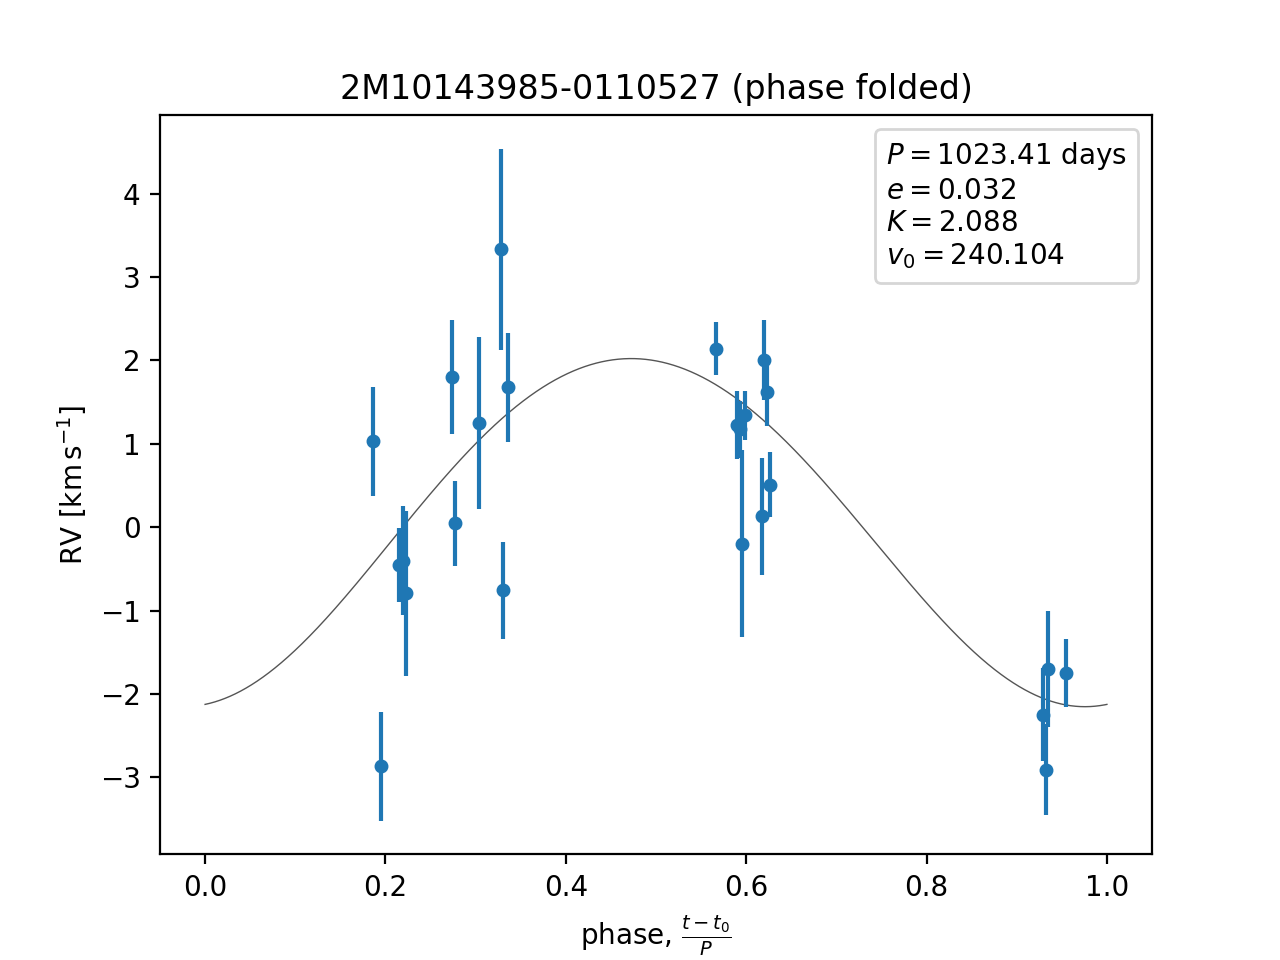 2M10143985-0110527 (phase folded)
P = 1023.41 days
e = 0.032
K = 2.088
v₀ = 240.104
4
3
2
1
0
−1
−2
−3
RV [km s⁻¹]
0.0 0.2 0.4 0.6 0.8 1.0
phase, (t − t₀)/P